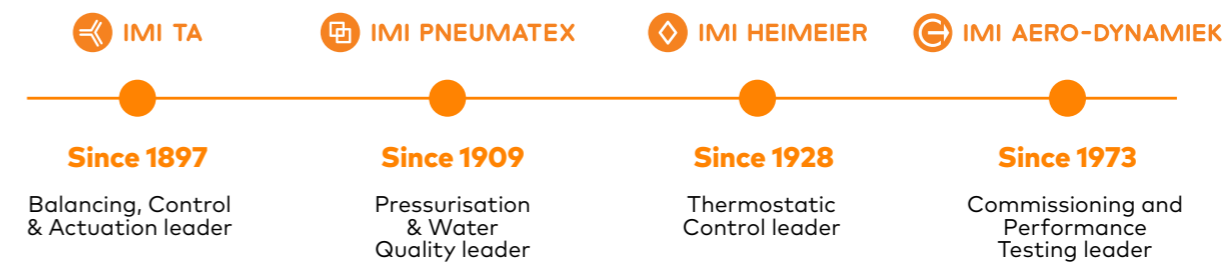 IMI TA
IMI PNEUMATEX
IMI HEIMEIER
IMI AERO-DYNAMIEK
Since 1897
Since 1909
Since 1928
Since 1973
Balancing, Control
& Actuation leader
Pressurisation
& Water
Quality leader
Thermostatic
Control leader
Commissioning and
Performance
Testing leader